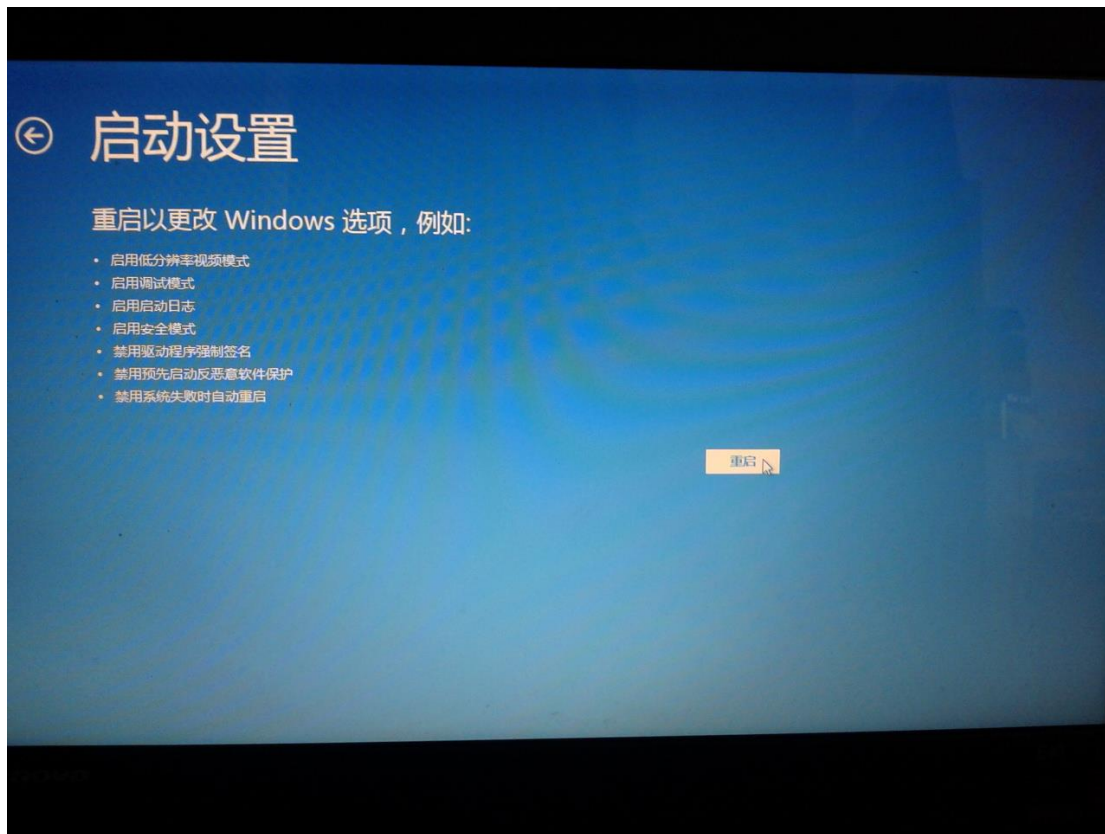 启动设置
重启以更改 Windows 选项，例如:
• 启用低分辨率视频模式
• 启用调试模式
• 启用启动日志
• 启用安全模式
• 禁用驱动程序强制签名
• 禁用预先启动反恶意软件保护
• 禁用系统失败时自动重启
重启